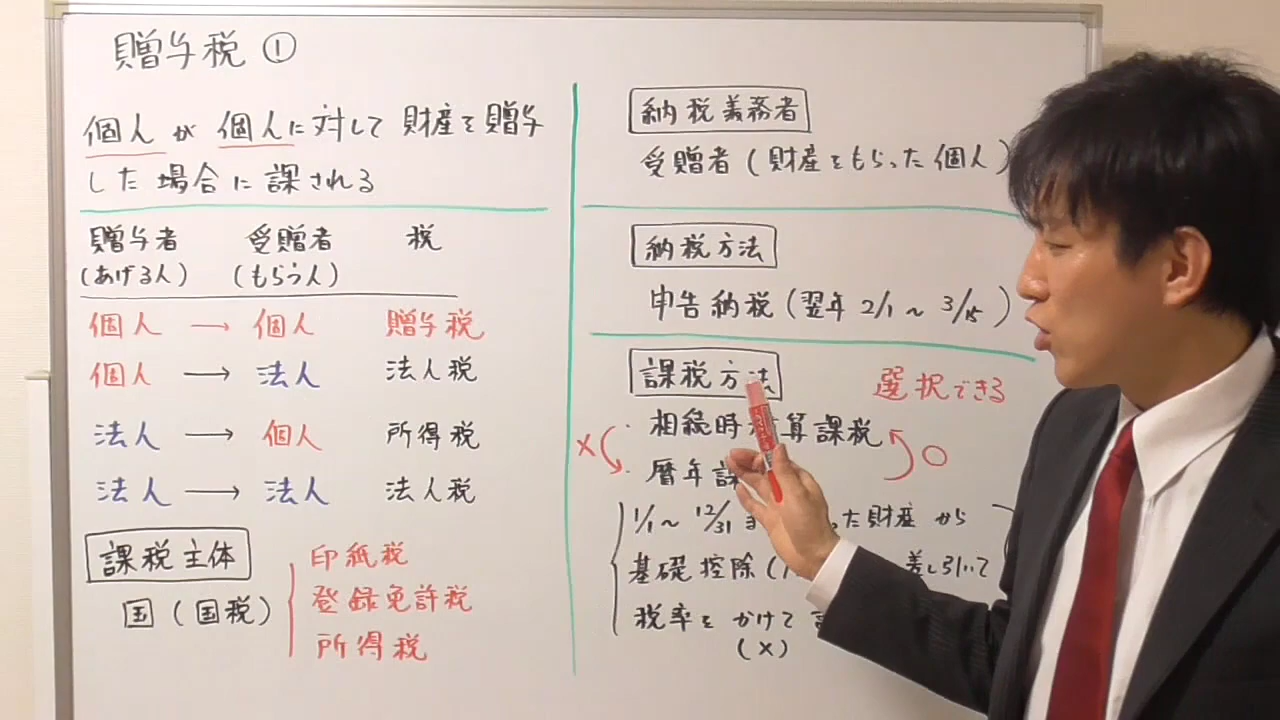 贈与税 ①
個人 が 個人に対して 財産を贈与
した 場合 に 課される
贈与者 受贈者 税
(あげる人) (もらう人)
個人 → 個人 贈与税
個人 → 法人 法人税
法人 → 個人 所得税
法人 → 法人 法人税
課税主体
国 (国税)
印紙税
登録免許税
所得税
納税義務者
受贈者 (財産をもらった個人)
納税方法
申告納税 (翌年 2/1 ~ 3/15)
課税方法
選択できる
・相続時 算課税
・暦年課
× ○
1/1 ~ 12/31 った財産 から
基礎控除 ( 差し引いて
税率を かけて
(×)